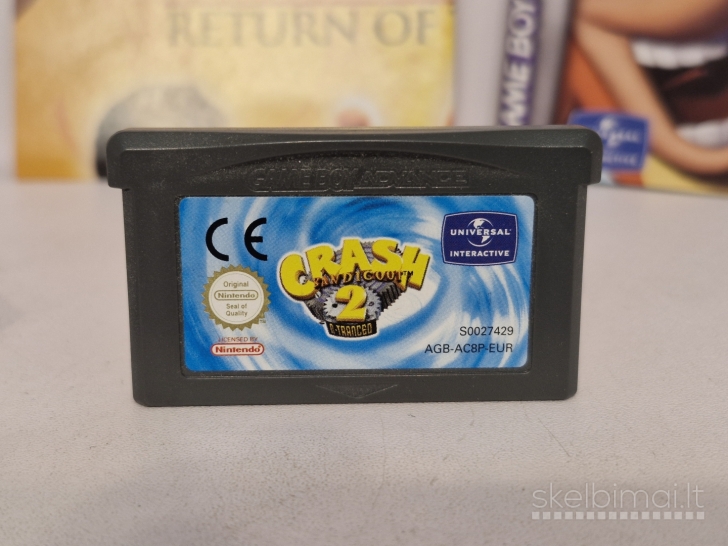 RETURN OF
GAME BOY
GAME BOY ADVANCE
CE
UNIVERSAL
INTERACTIVE
CRASH
BANDICOOT
2
N-TRANCED
Original
Nintendo
Seal of
Quality
LICENSED BY
Nintendo
S0027429
AGB-AC8P-EUR
skelbimai.lt